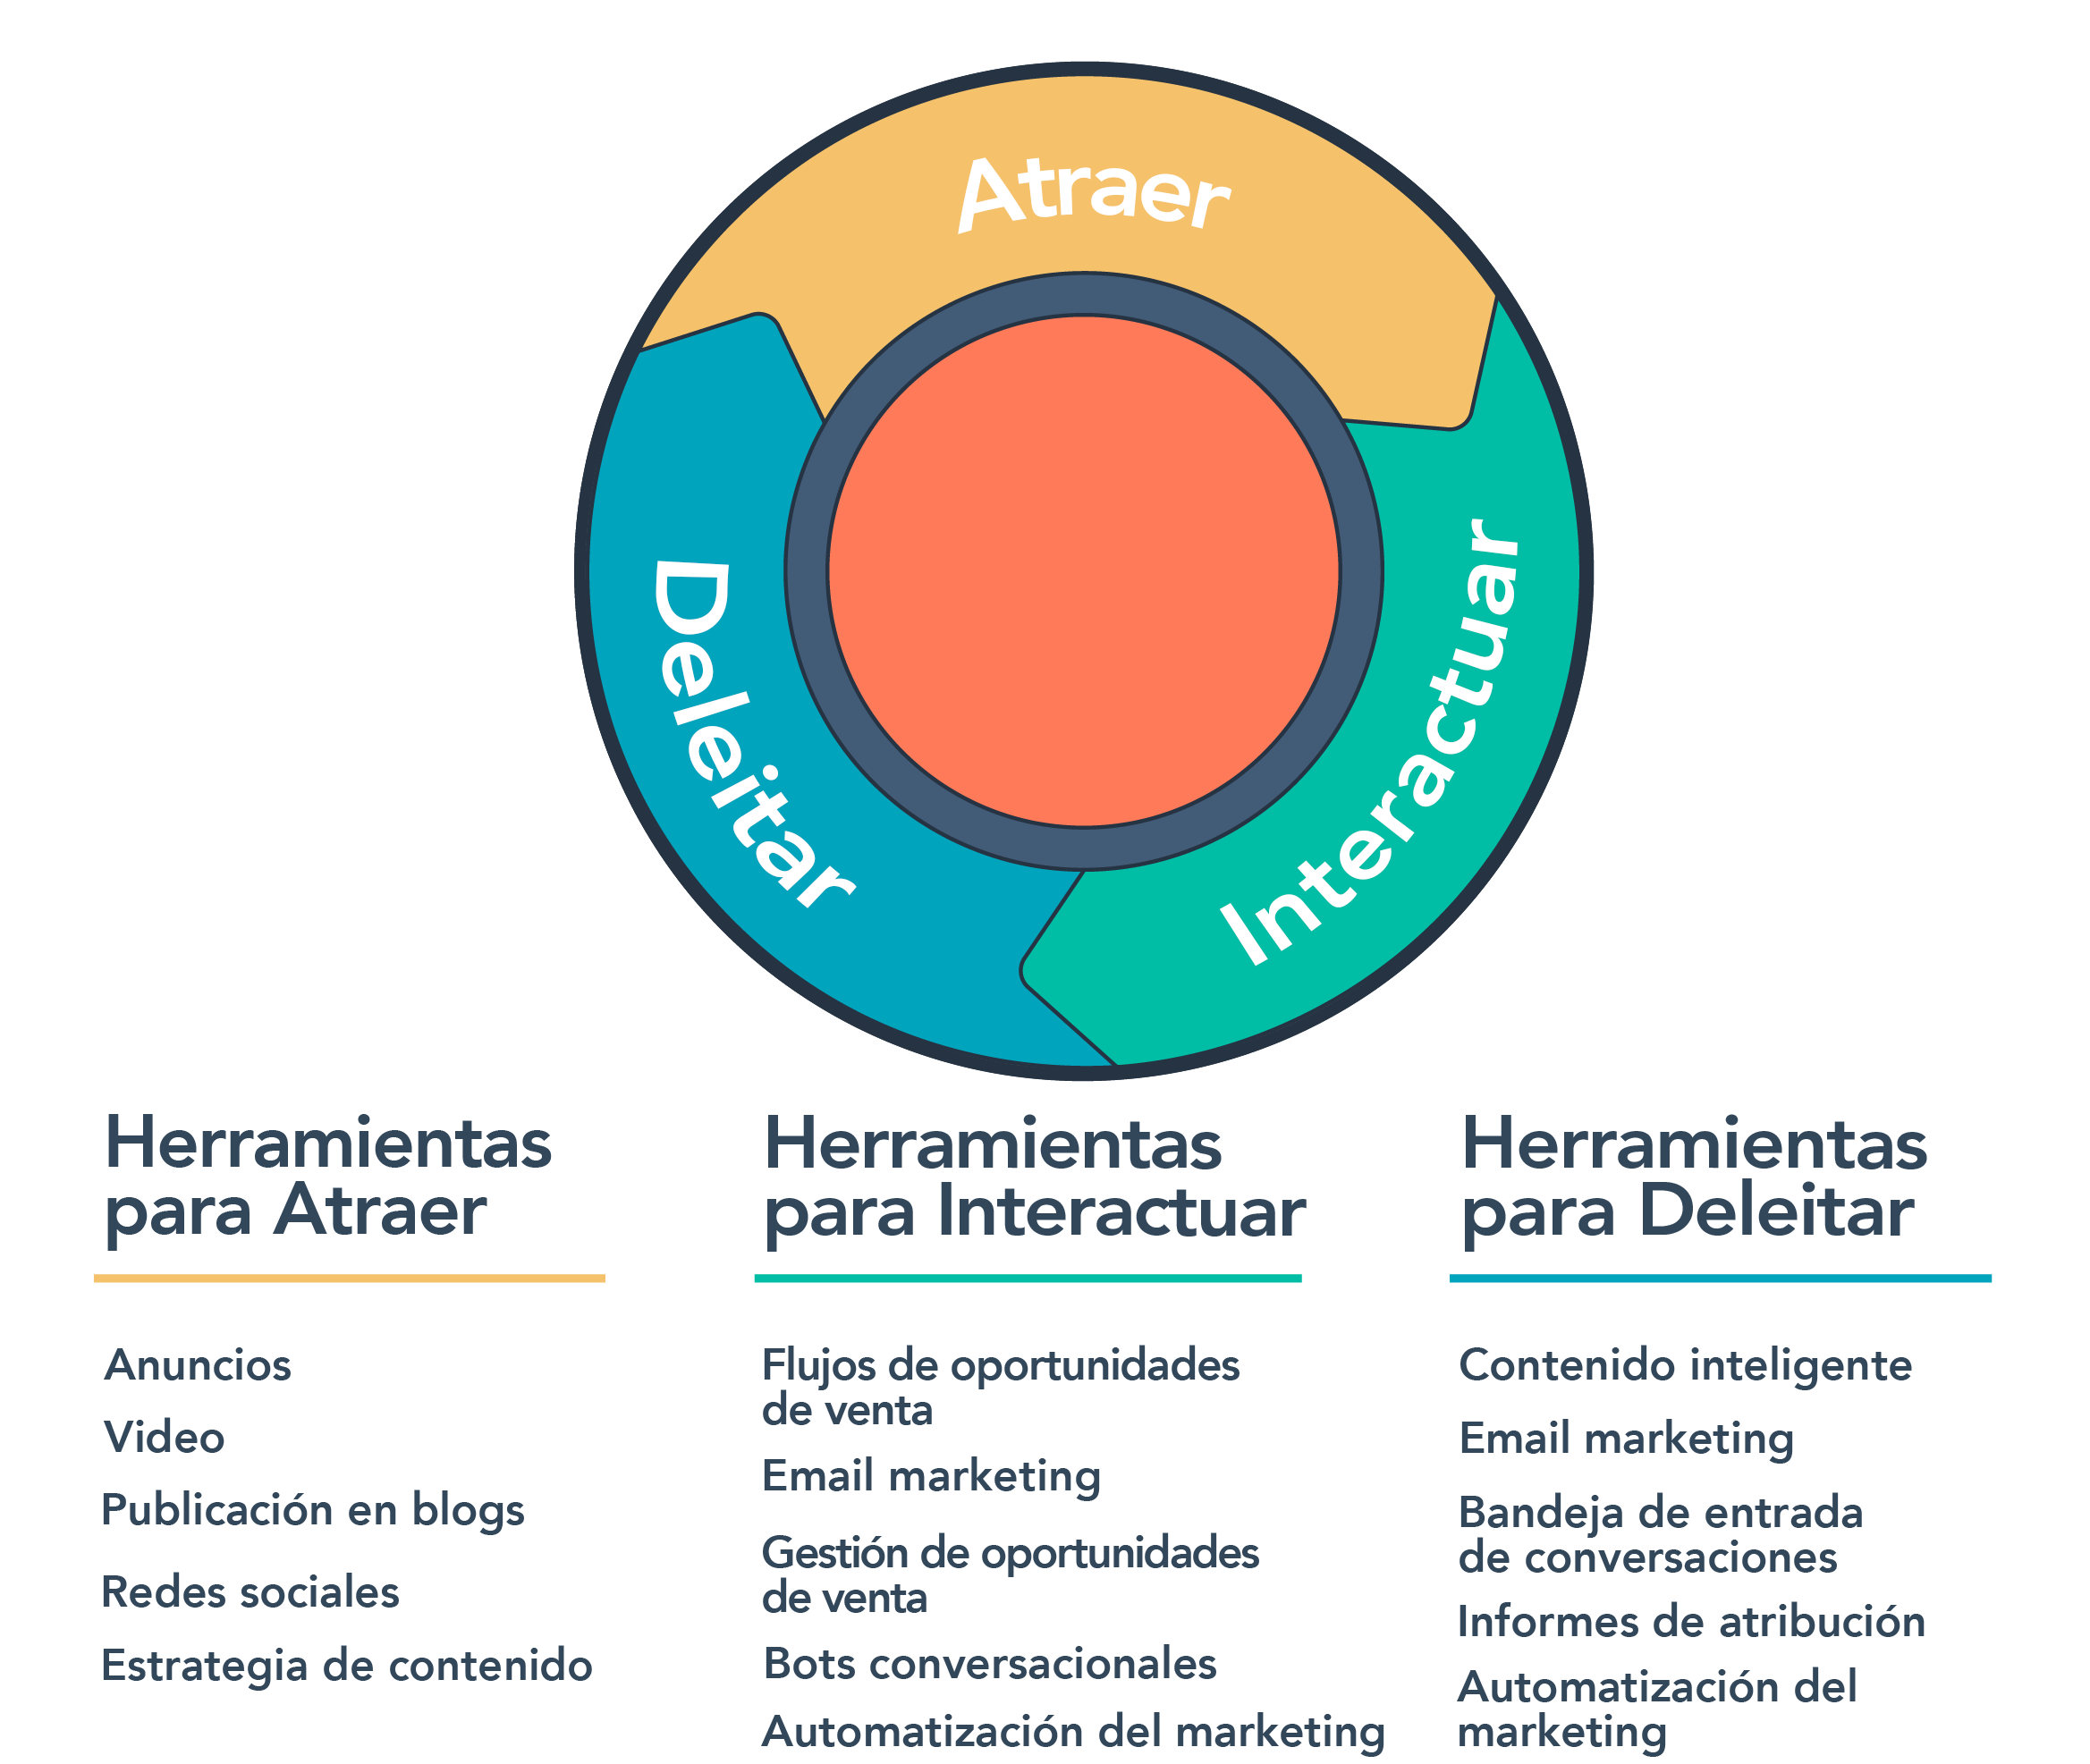 Atraer
Interactuar
Deleitar
Herramientas
para Atraer
Anuncios
Video
Publicación en blogs
Redes sociales
Estrategia de contenido
Herramientas
para Interactuar
Flujos de oportunidades
de venta
Email marketing
Gestión de oportunidades
de venta
Bots conversacionales
Automatización del marketing
Herramientas
para Deleitar
Contenido inteligente
Email marketing
Bandeja de entrada
de conversaciones
Informes de atribución
Automatización del
marketing